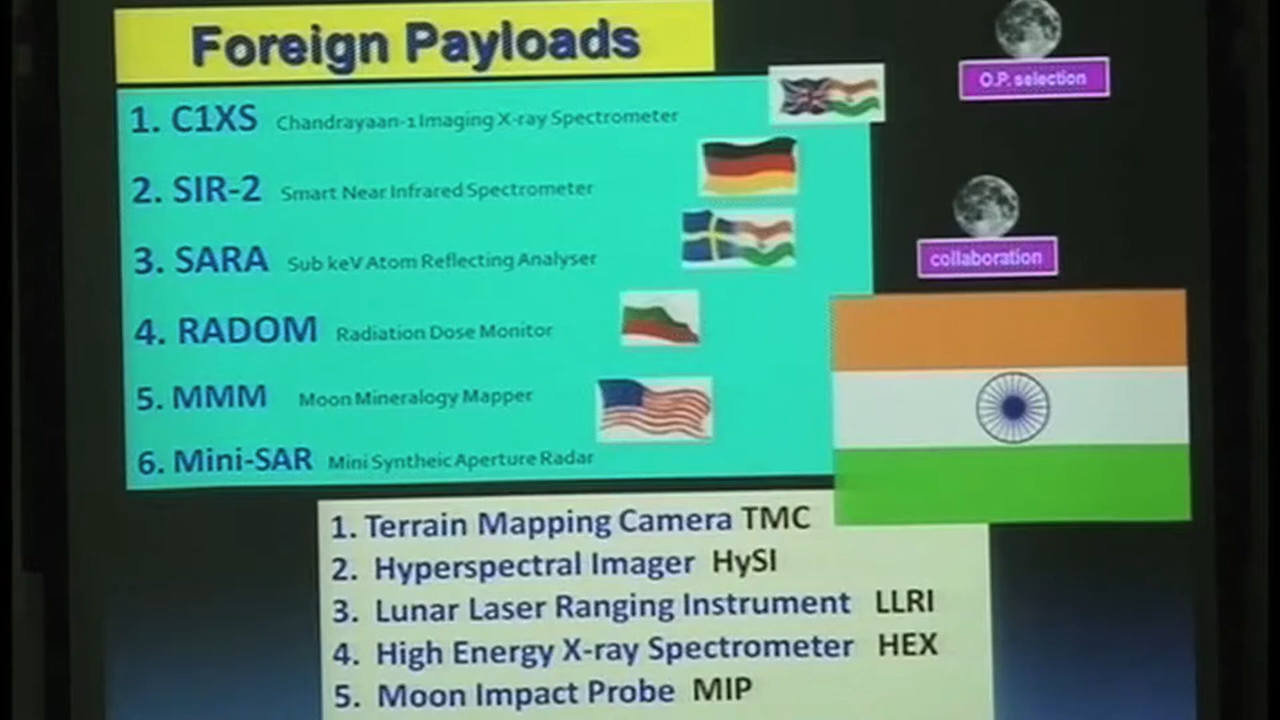 Foreign Payloads
O.P. selection
1. C1XS Chandrayaan-1 Imaging X-ray Spectrometer
2. SIR-2 Smart Near Infrared Spectrometer
3. SARA Sub keV Atom Reflecting Analyser
collaboration
4. RADOM Radiation Dose Monitor
5. MMM Moon Mineralogy Mapper
6. Mini-SAR Mini Syntheic Aperture Radar
1. Terrain Mapping Camera TMC
2. Hyperspectral Imager HySI
3. Lunar Laser Ranging Instrument LLRI
4. High Energy X-ray Spectrometer HEX
5. Moon Impact Probe MIP